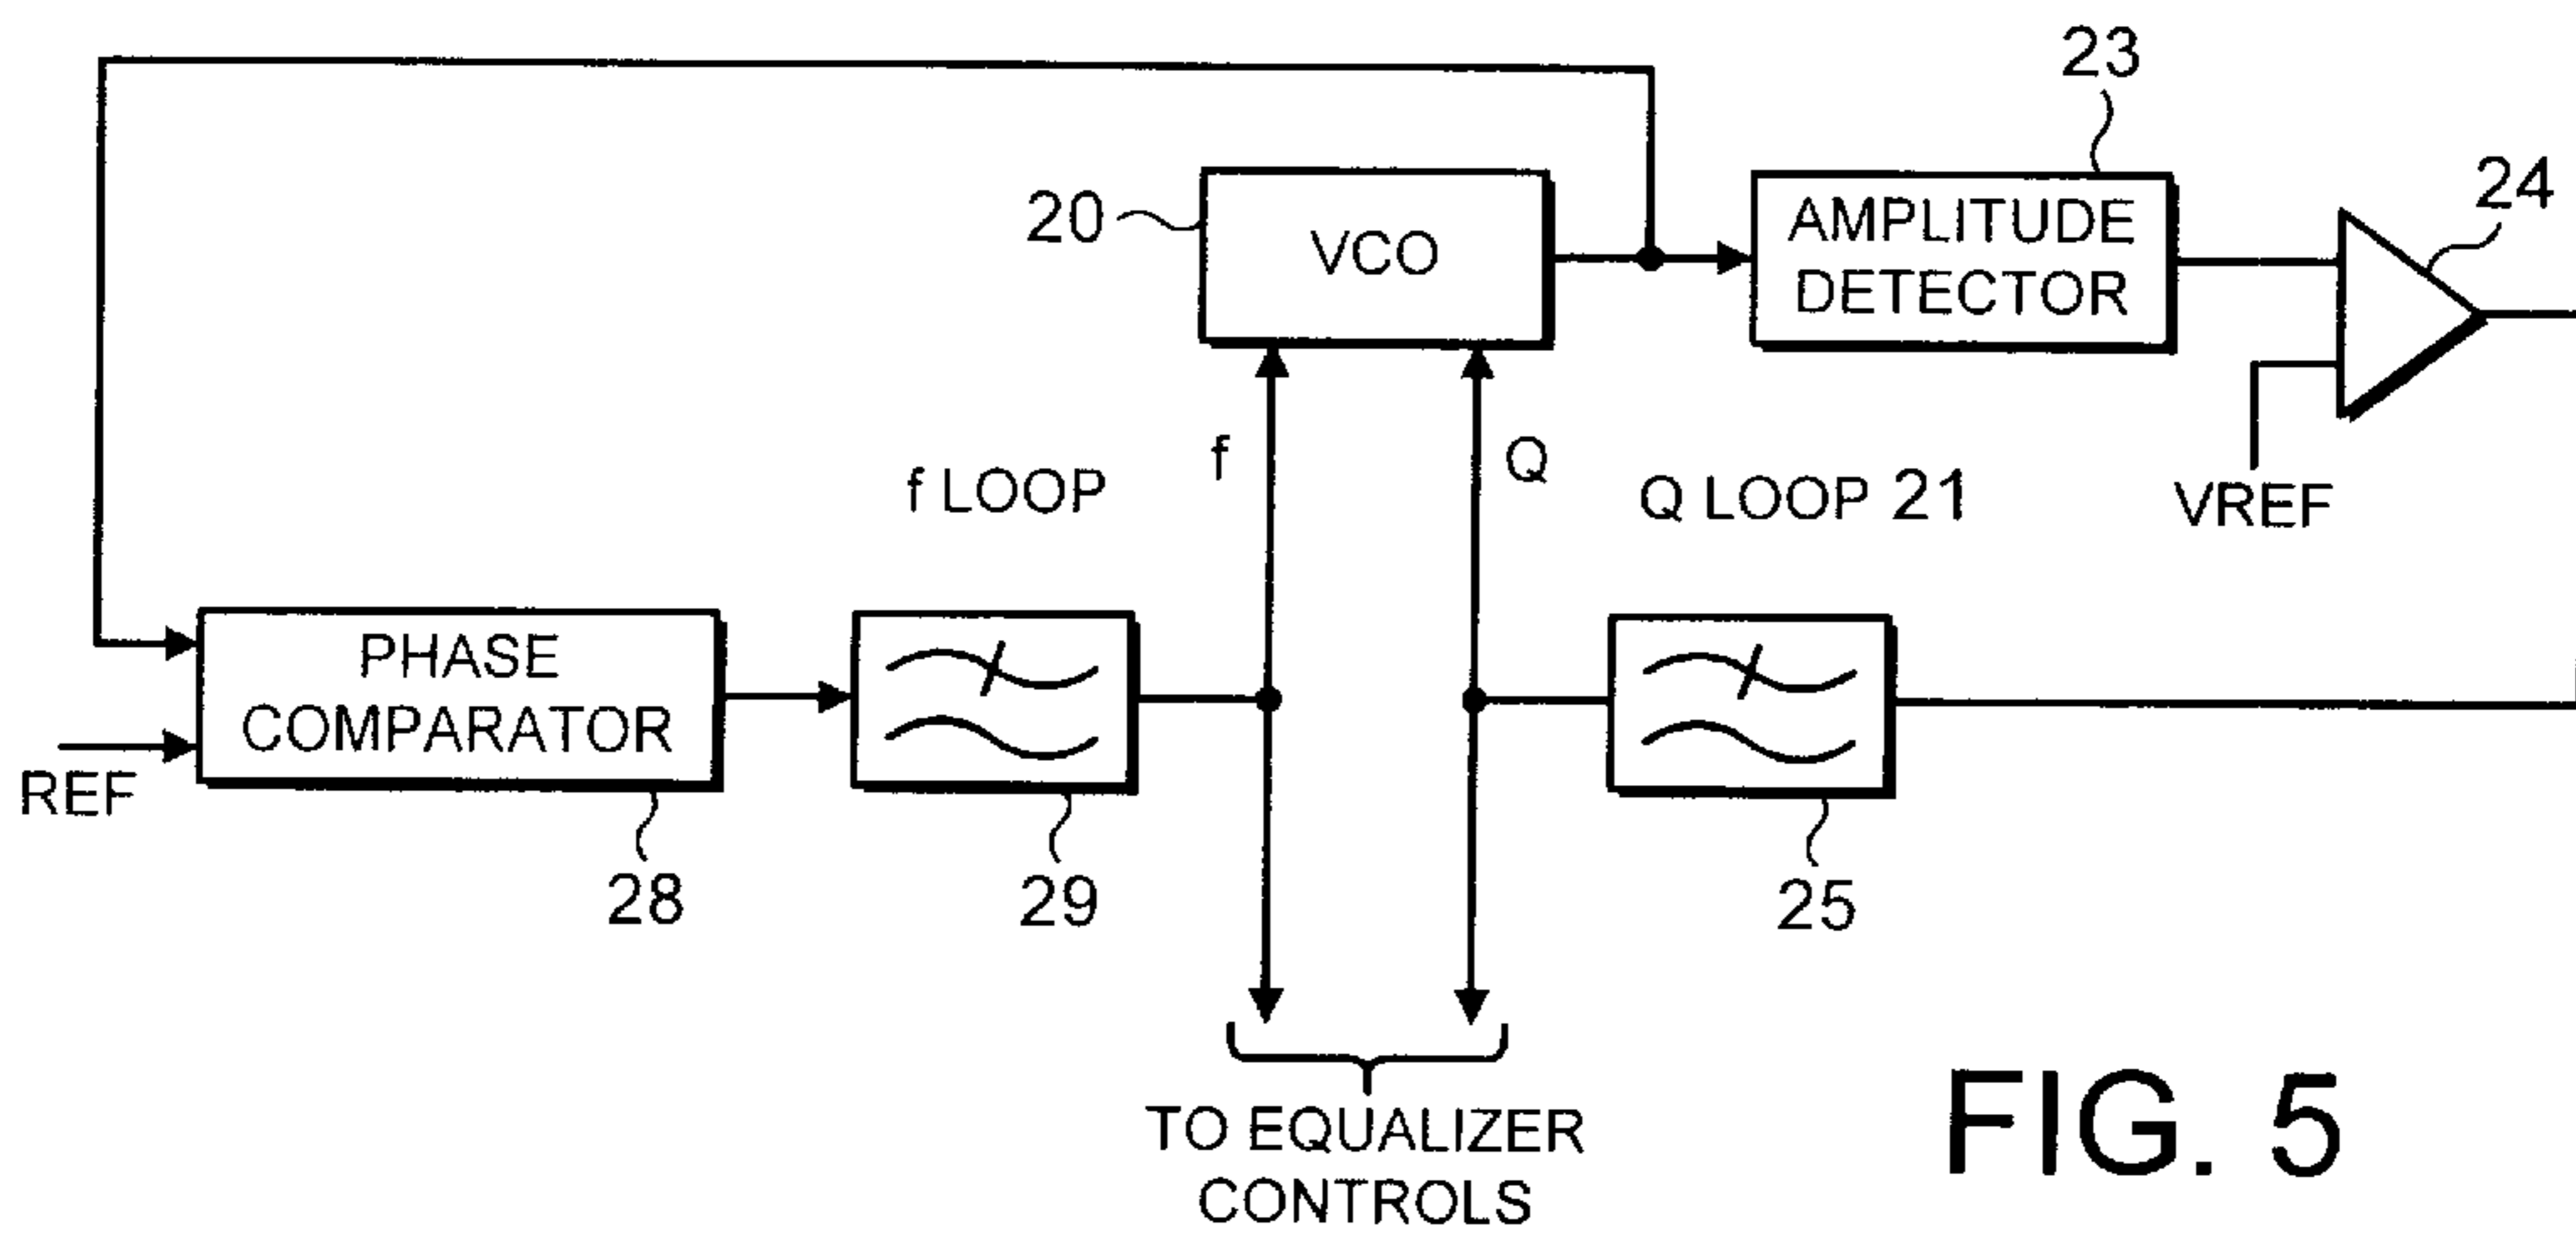 23
24
20
VCO
AMPLITUDE
DETECTOR
f
Q
f LOOP
Q LOOP 21
VREF
PHASE
COMPARATOR
REF
28
29
25
TO EQUALIZER
CONTROLS
FIG. 5